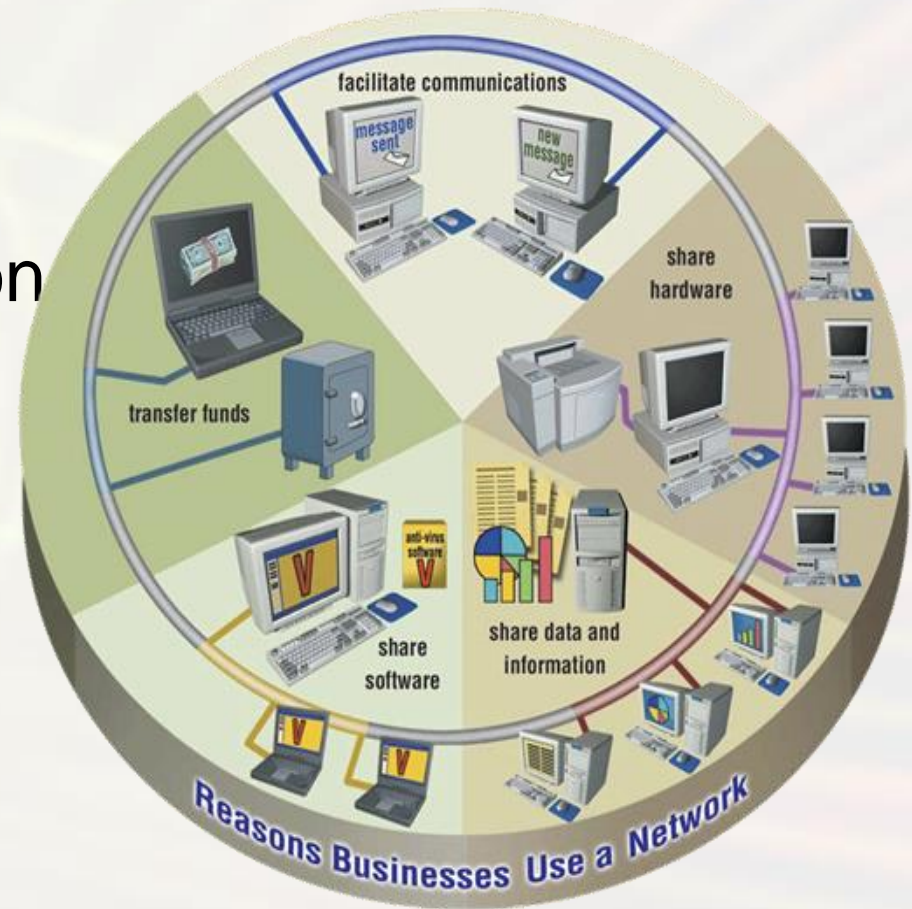 facilitate communications
message
sent
new
message
on
share
hardware
transfer funds
anti-virus
software
V
V
share
software
share data and
information
V
V
Reasons Businesses Use a Network